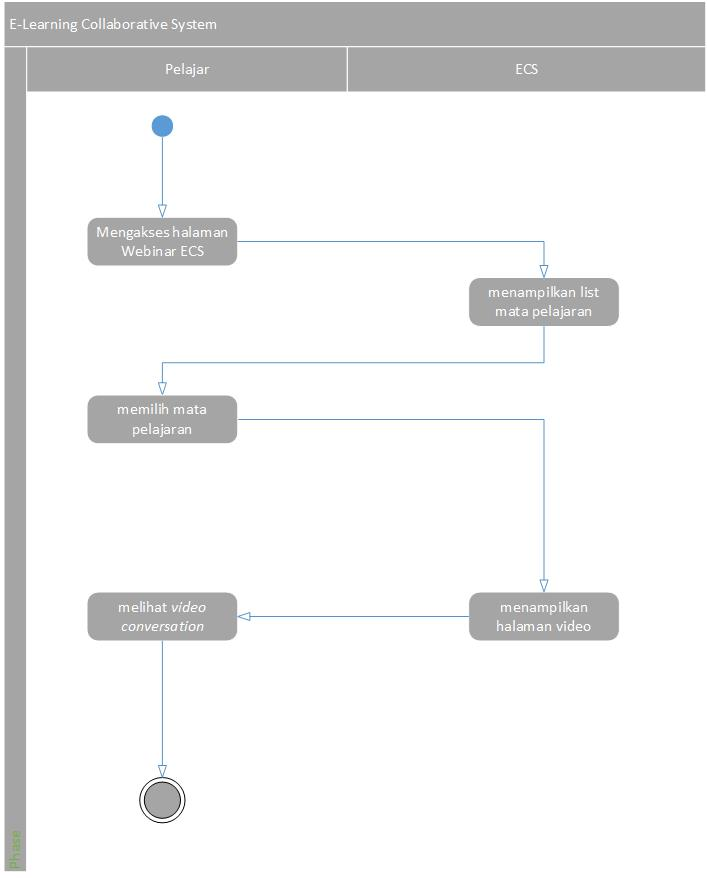 E-Learning Collaborative System
Pelajar
ECS
Mengakses halaman
Webinar ECS
menampilkan list
mata pelajaran
memilih mata
pelajaran
melihat video
conversation
menampilkan
halaman video
Phase